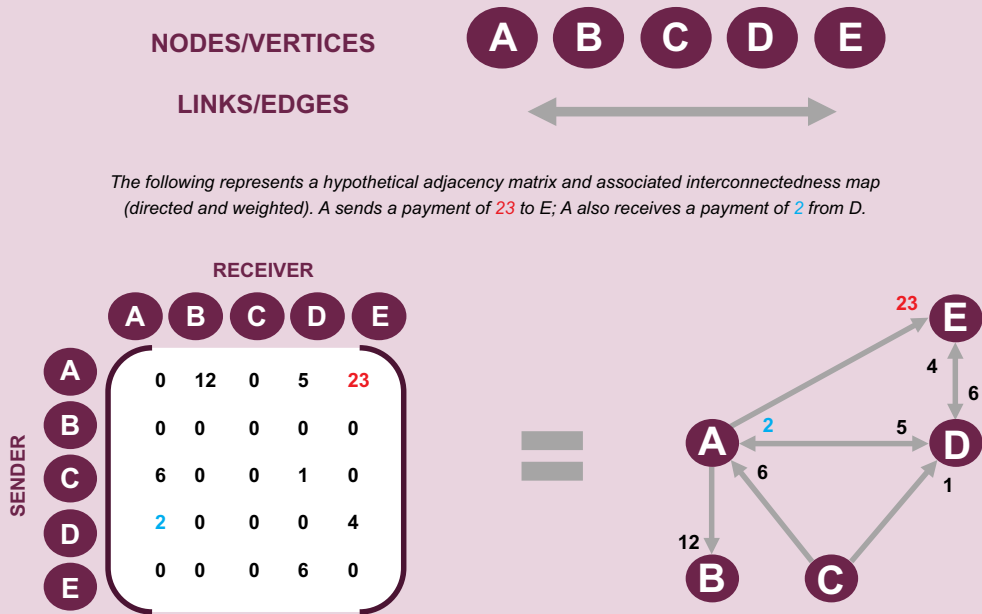 NODES/VERTICES
A B C D E
LINKS/EDGES
The following represents a hypothetical adjacency matrix and associated interconnectedness map
(directed and weighted). A sends a payment of 23 to E; A also receives a payment of 2 from D.
RECEIVER
A B C D E
SENDER
A 0 12 0 5 23
B 0 0 0 0 0
C 6 0 0 1 0
D 2 0 0 0 4
E 0 0 0 6 0
23 E
4
6
A 2 5 D
6 1
12
B C